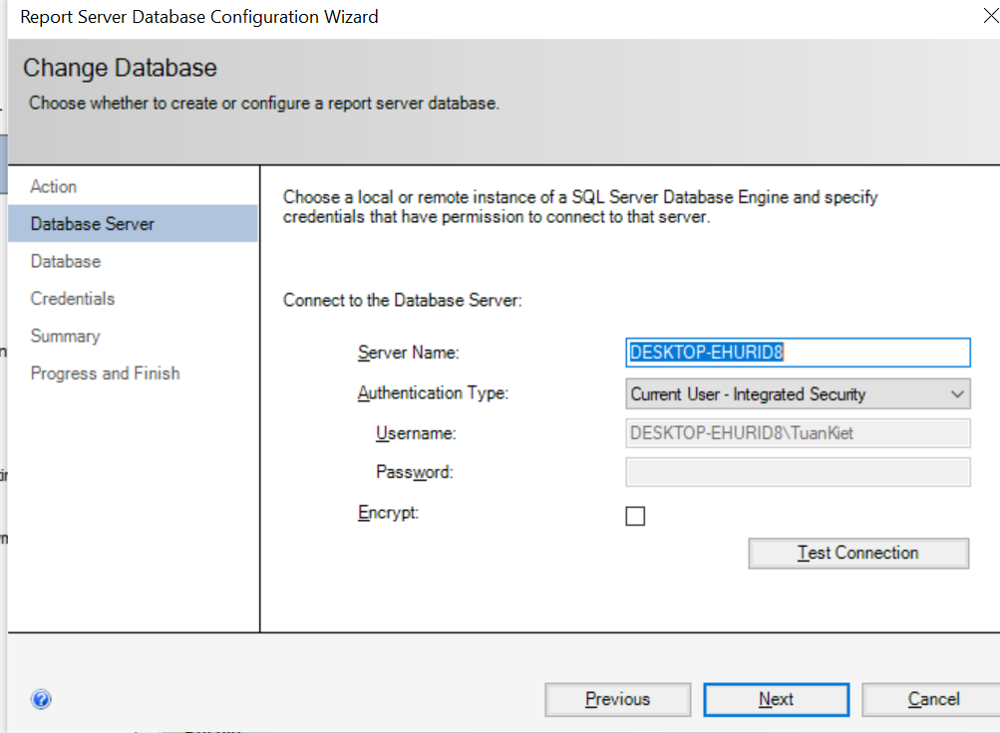 Report Server Database Configuration Wizard
Change Database
Choose whether to create or configure a report server database.
Action
Database Server
Database
Credentials
Summary
Progress and Finish
Choose a local or remote instance of a SQL Server Database Engine and specify
credentials that have permission to connect to that server.
Connect to the Database Server:
Server Name: DESKTOP-EHURID8
Authentication Type: Current User - Integrated Security
Username: DESKTOP-EHURID8\TuanKiet
Password:
Encrypt:
Test Connection
Previous Next Cancel